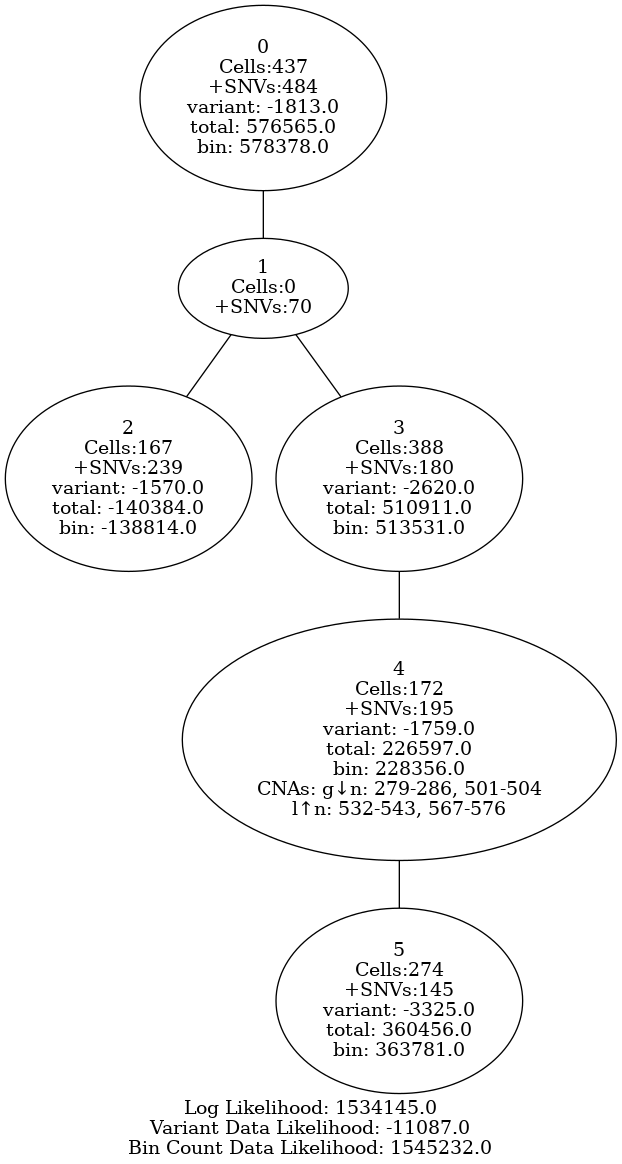 0
Cells:437
+SNVs:484
variant: -1813.0
total: 576565.0
bin: 578378.0
1
Cells:0
+SNVs:70
2
Cells:167
+SNVs:239
variant: -1570.0
total: -140384.0
bin: -138814.0
3
Cells:388
+SNVs:180
variant: -2620.0
total: 510911.0
bin: 513531.0
4
Cells:172
+SNVs:195
variant: -1759.0
total: 226597.0
bin: 228356.0
CNAs: g↓n: 279-286, 501-504
l↑n: 532-543, 567-576
5
Cells:274
+SNVs:145
variant: -3325.0
total: 360456.0
bin: 363781.0
Log Likelihood: 1534145.0
Variant Data Likelihood: -11087.0
Bin Count Data Likelihood: 1545232.0